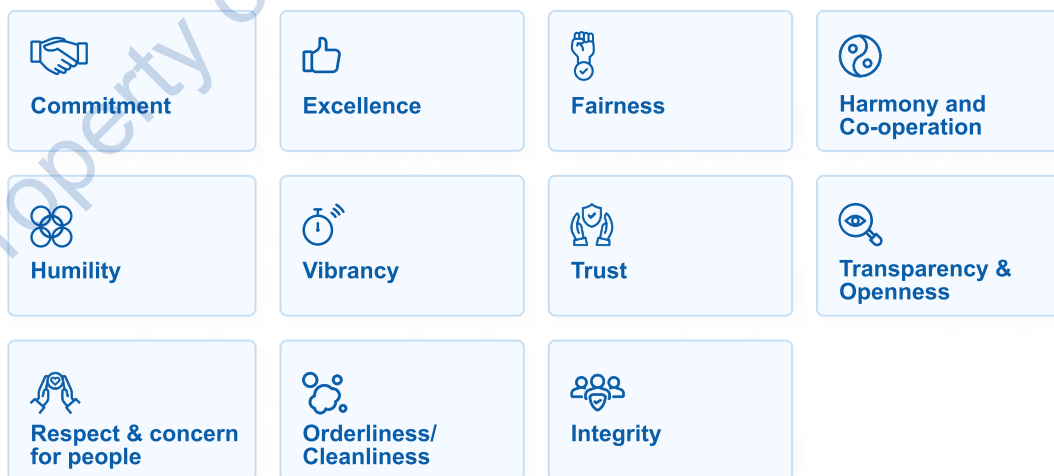 Commitment
Excellence
Fairness
Harmony and
Co-operation
Humility
Vibrancy
Trust
Transparency &
Openness
Respect & concern
for people
Orderliness/
Cleanliness
Integrity